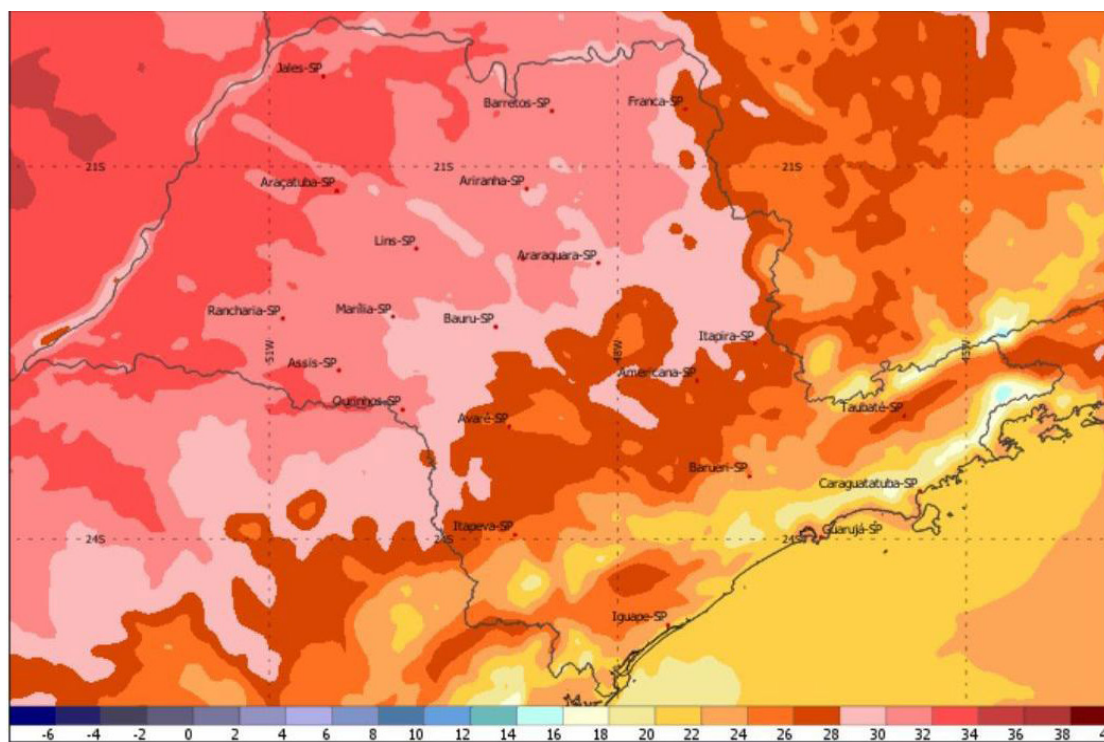 Jales-SP
Barretos-SP
Franca-SP
21S
21S
21S
Araçatuba-SP
Ariranha-SP
Lins-SP
Araraquara-SP
Rancharia-SP
Marília-SP
Bauru-SP
51W
48W
45W
Itapira-SP
Assis-SP
Americana-SP
Ourinhos-SP
Avaré-SP
Taubaté-SP
Barueri-SP
Caraguatatuba-SP
Itapeva-SP
Guarujá-SP
24S
24S
24S
Iguape-SP
-6 -4 -2 0 2 4 6 8 10 12 14 16 18 20 22 24 26 28 30 32 34 36 38 4